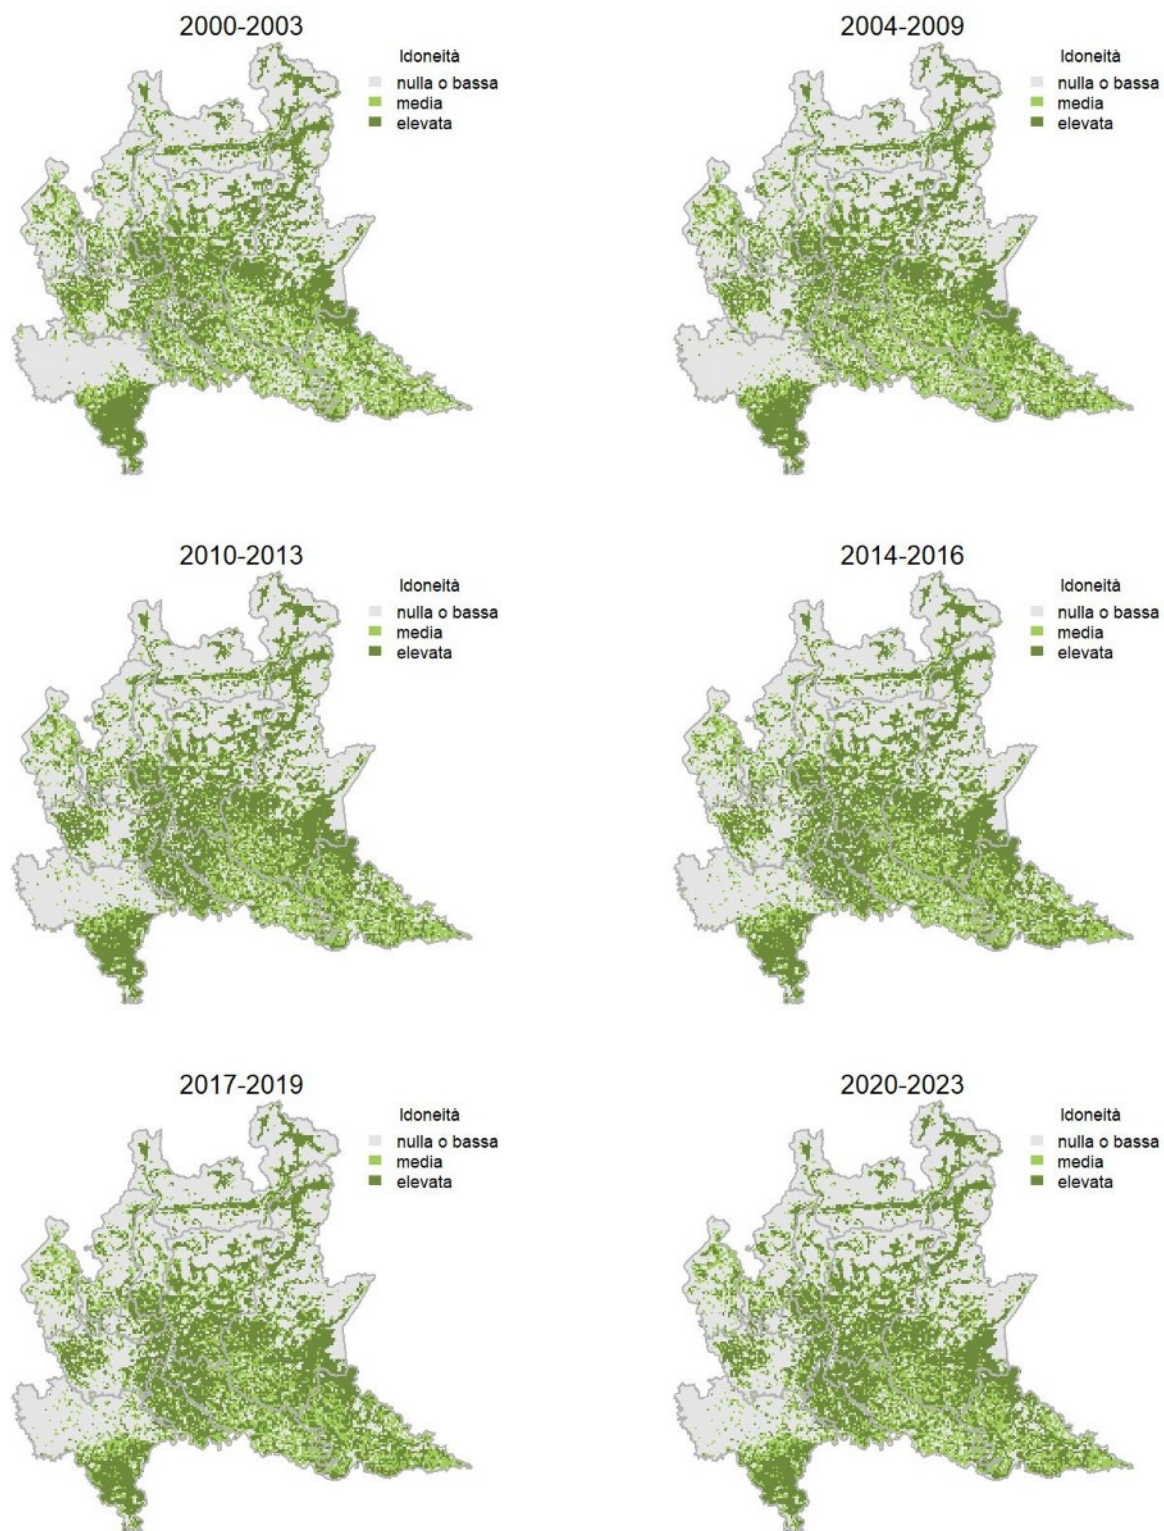 2000-2003
Idoneità
nulla o bassa
media
elevata
2004-2009
Idoneità
nulla o bassa
media
elevata
2010-2013
Idoneità
nulla o bassa
media
elevata
2014-2016
Idoneità
nulla o bassa
media
elevata
2017-2019
Idoneità
nulla o bassa
media
elevata
2020-2023
Idoneità
nulla o bassa
media
elevata